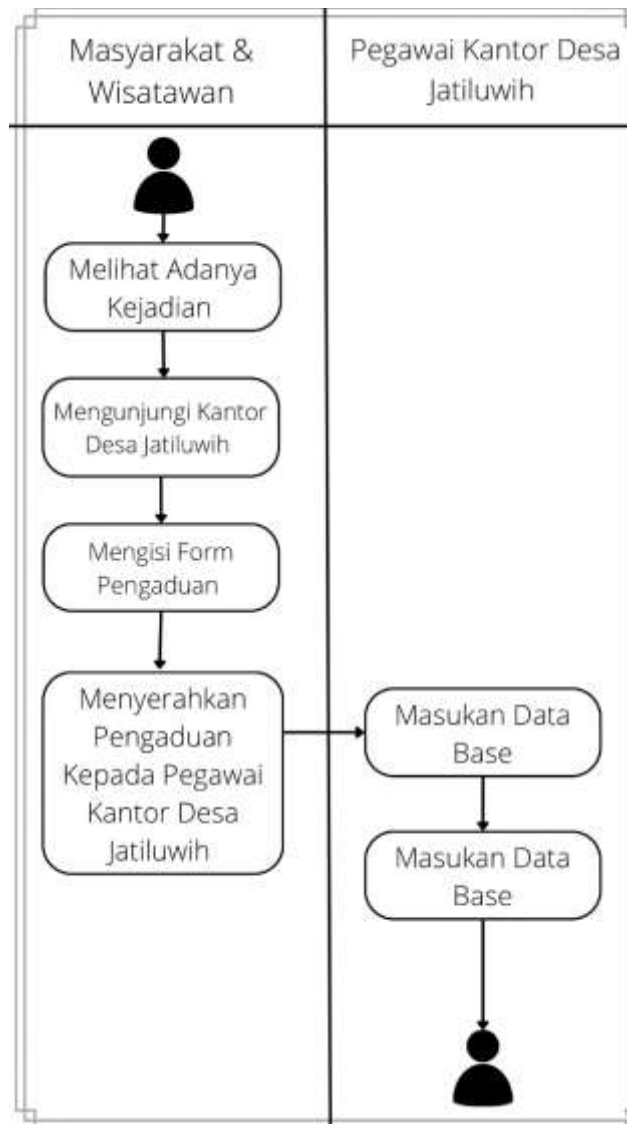 Masyarakat &
Wisatawan
Pegawai Kantor Desa
Jatiluwih
Melihat Adanya
Kejadian
Mengunjungi Kantor
Desa Jatiluwih
Mengisi Form
Pengaduan
Menyerahkan
Pengaduan
Kepada Pegawai
Kantor Desa
Jatiluwih
Masukan Data
Base
Masukan Data
Base